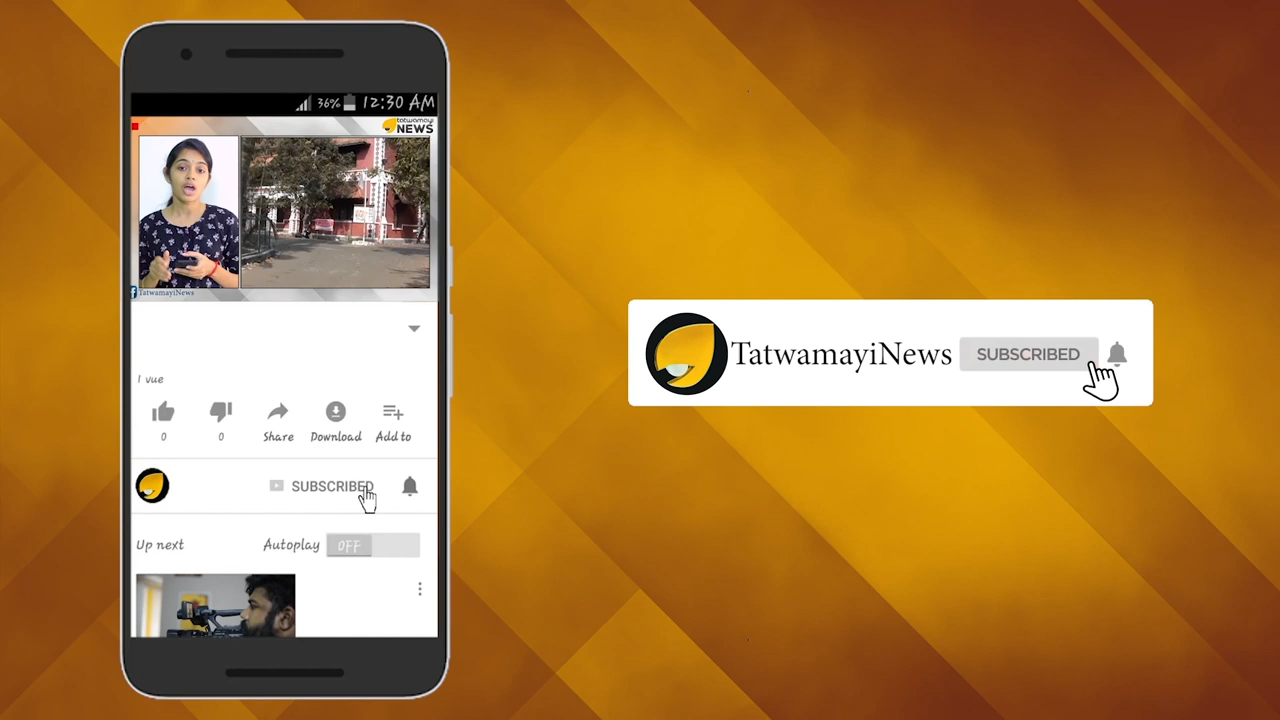 36% 12:30 AM
tatwamayi
NEWS
TatwamayiNews
1 vue
0 0 Share Download Add to
SUBSCRIBED
Up next Autoplay OFF
TatwamayiNews SUBSCRIBED